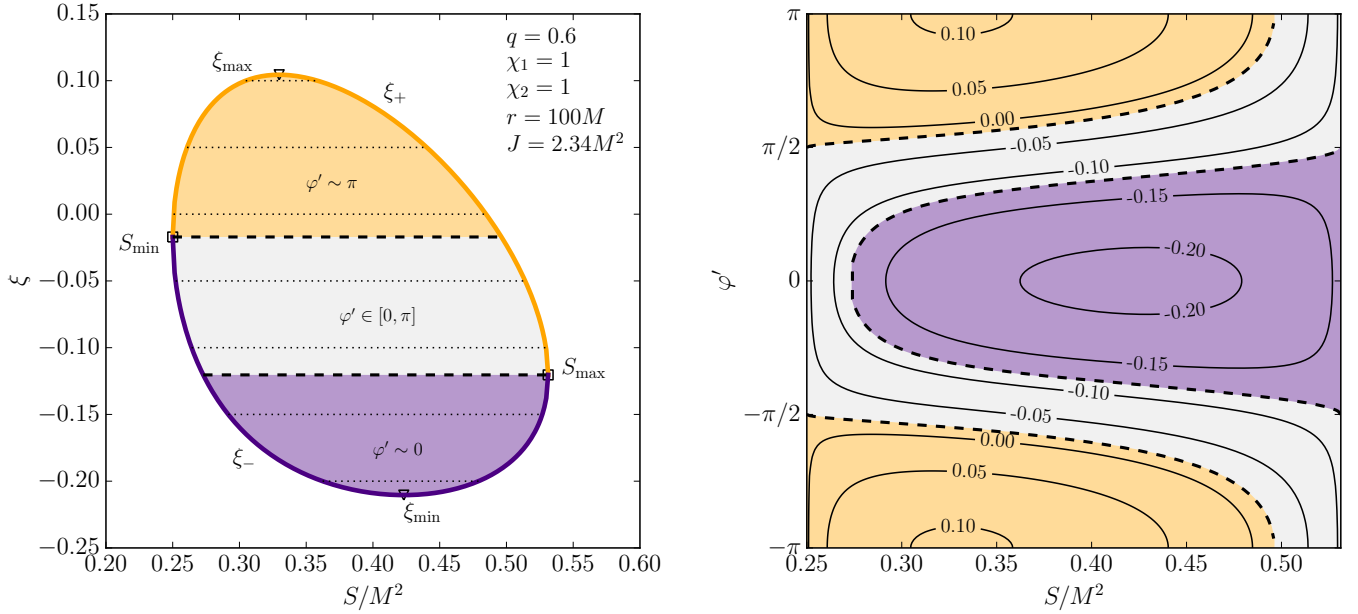 0.15
0.10
0.05
0.00
−0.05
−0.10
−0.15
−0.20
−0.25
ξ
0.20
0.25
0.30
0.35
0.40
0.45
0.50
0.55
0.60
S/M²
ξmax
ξ+
q = 0.6
χ1 = 1
χ2 = 1
r = 100M
J = 2.34M²
φ′ ∼ π
Smin
φ′ ∈ [0, π]
Smax
φ′ ∼ 0
ξ−
ξmin
π
π/2
0
−π/2
−π
φ′
0.25
0.30
0.35
0.40
0.45
0.50
S/M²
0.10
0.05
0.00
-0.05
-0.10
-0.15
-0.20
-0.20
-0.15
-0.10
-0.05
0.00
0.05
0.10